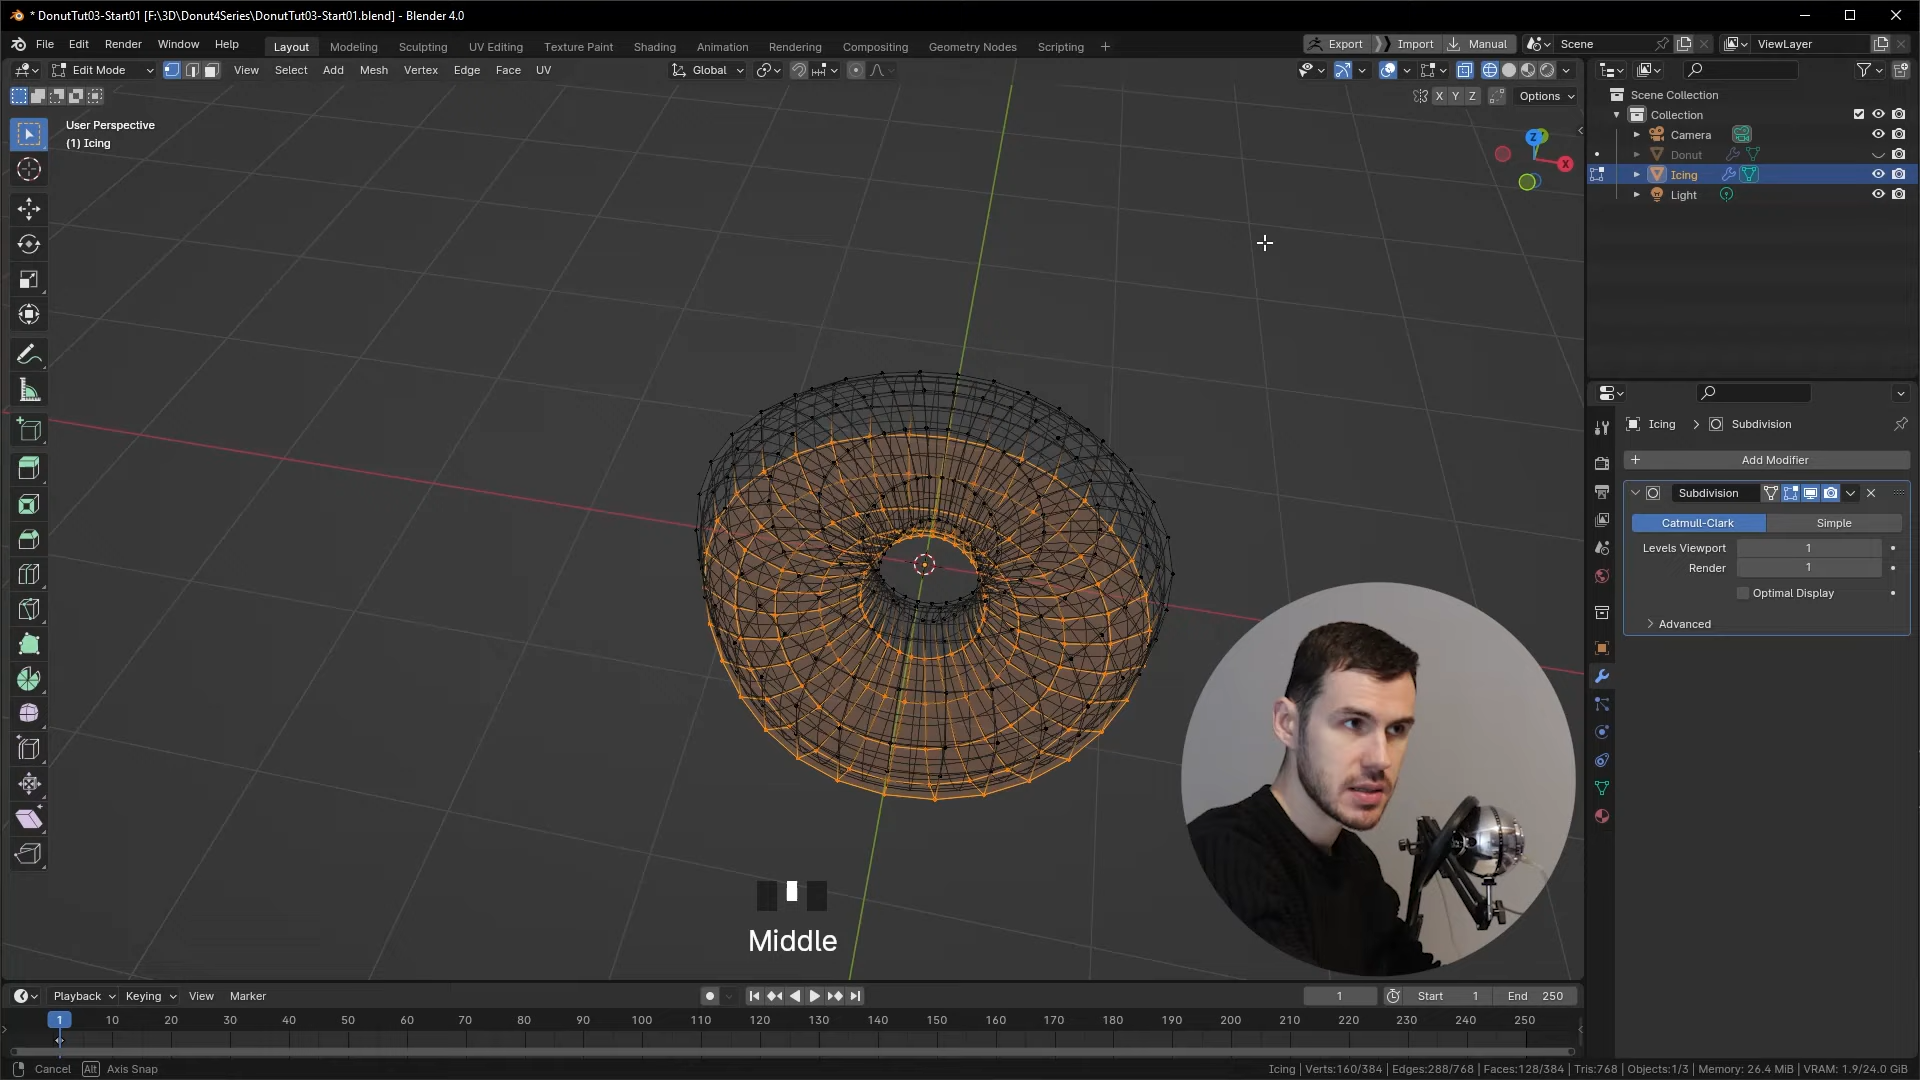 * DonutTut03-Start01 [F:\3D\Donut4Series\DonutTut03-Start01.blend] - Blender 4.0
File Edit Render Window Help Layout Modeling Sculpting UV Editing Texture Paint Shading Animation Rendering Compositing Geometry Nodes Scripting + Export Import Manual Scene ViewLayer
Edit Mode View Select Add Mesh Vertex Edge Face UV Global
X Y Z Options
User Perspective
(1) Icing
Z
X
Scene Collection
Collection
Camera
Donut
Icing
Light
Icing > Subdivision
+ Add Modifier
Subdivision
Catmull-Clark Simple
Levels Viewport 1
Render 1
Optimal Display
Advanced
Middle
Playback Keying View Marker 1 Start 1 End 250
1 10 20 30 40 50 60 70 80 90 100 110 120 130 140 150 160 170 180 190 200 210 220 230 240 250
Cancel Alt Axis Snap Icing | Verts:160/384 | Edges:288/768 | Faces:128/384 | Tris:768 | Objects:1/3 | Memory: 26.4 MiB | VRAM: 1.9/24.0 GiB